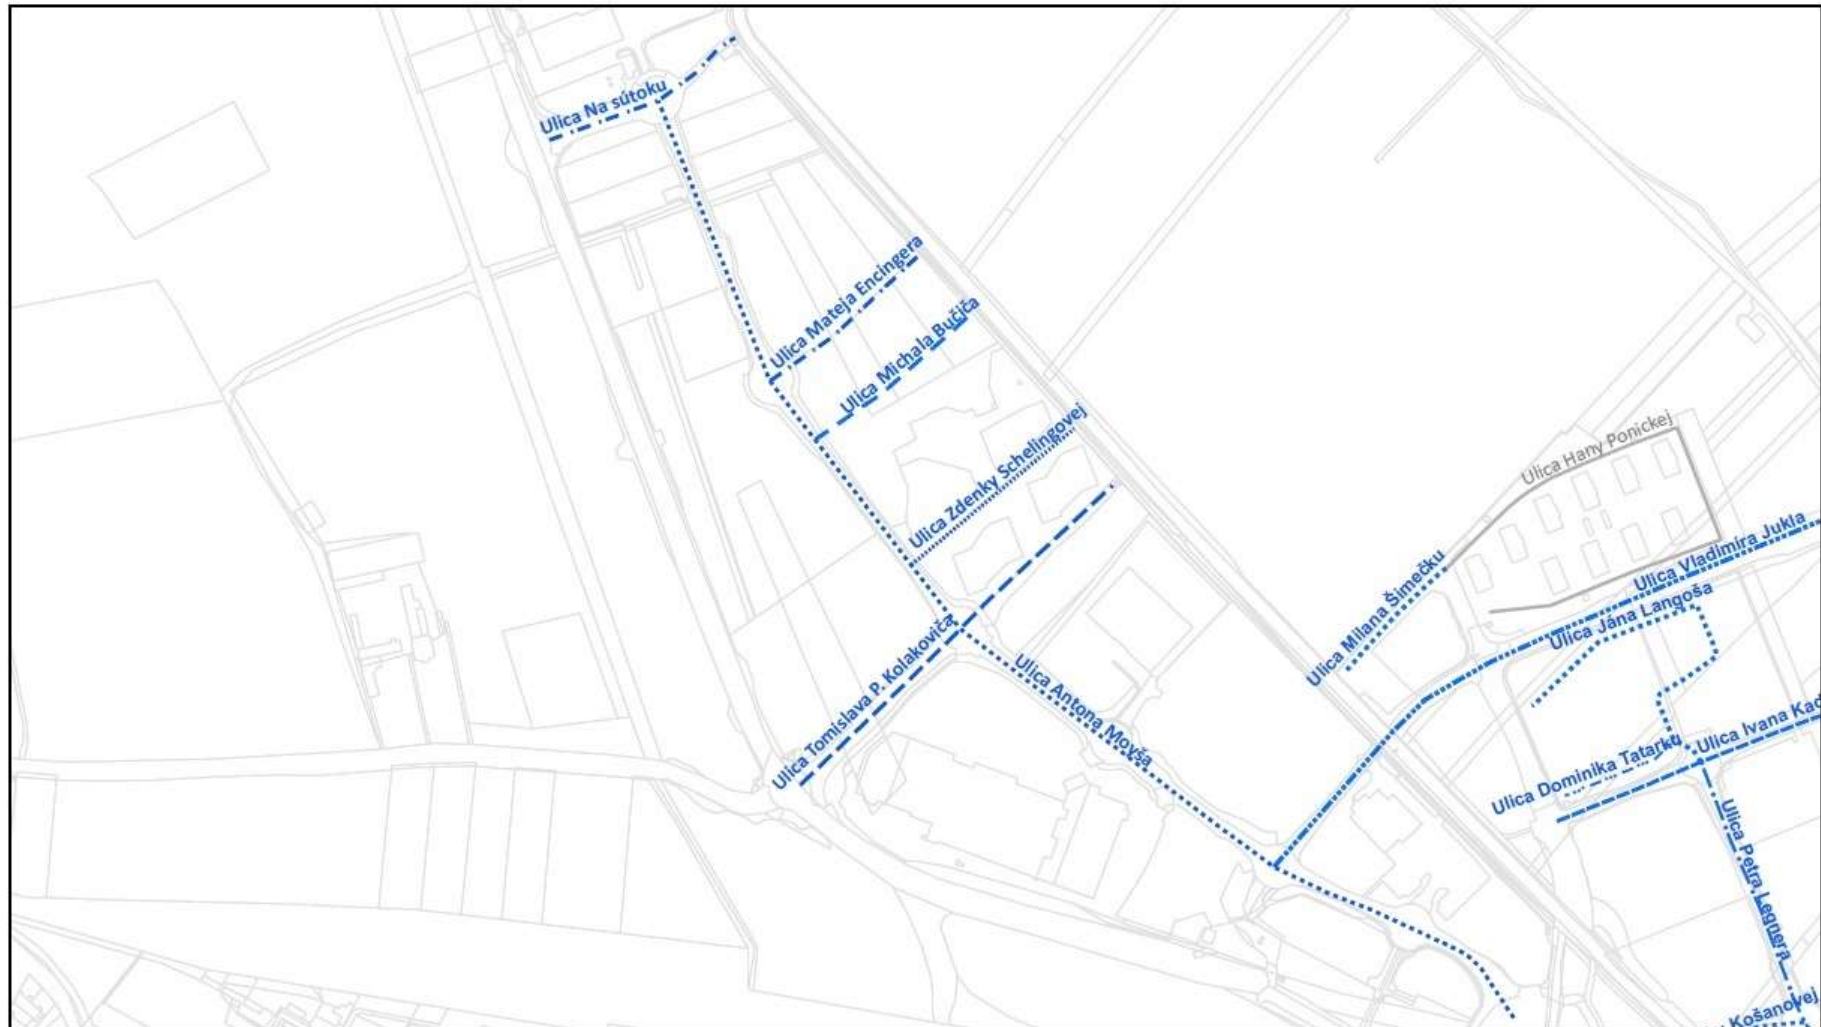 Ulica Na sútoku
Ulica Mateja Encingera
Ulica Michala Bučiča
Ulica Zdenky Schelingovej
Ulica Hany Ponickej
Ulica Vladimíra Jukla
Ulica Milana Šimečku
Ulica Jána Langoša
Ulica Tomislava P. Kolakoviča
Ulica Antona Movša
Ulica Ivana Kad
Ulica Dominika Tatarku
Ulica Petra Legnera
Košanovej